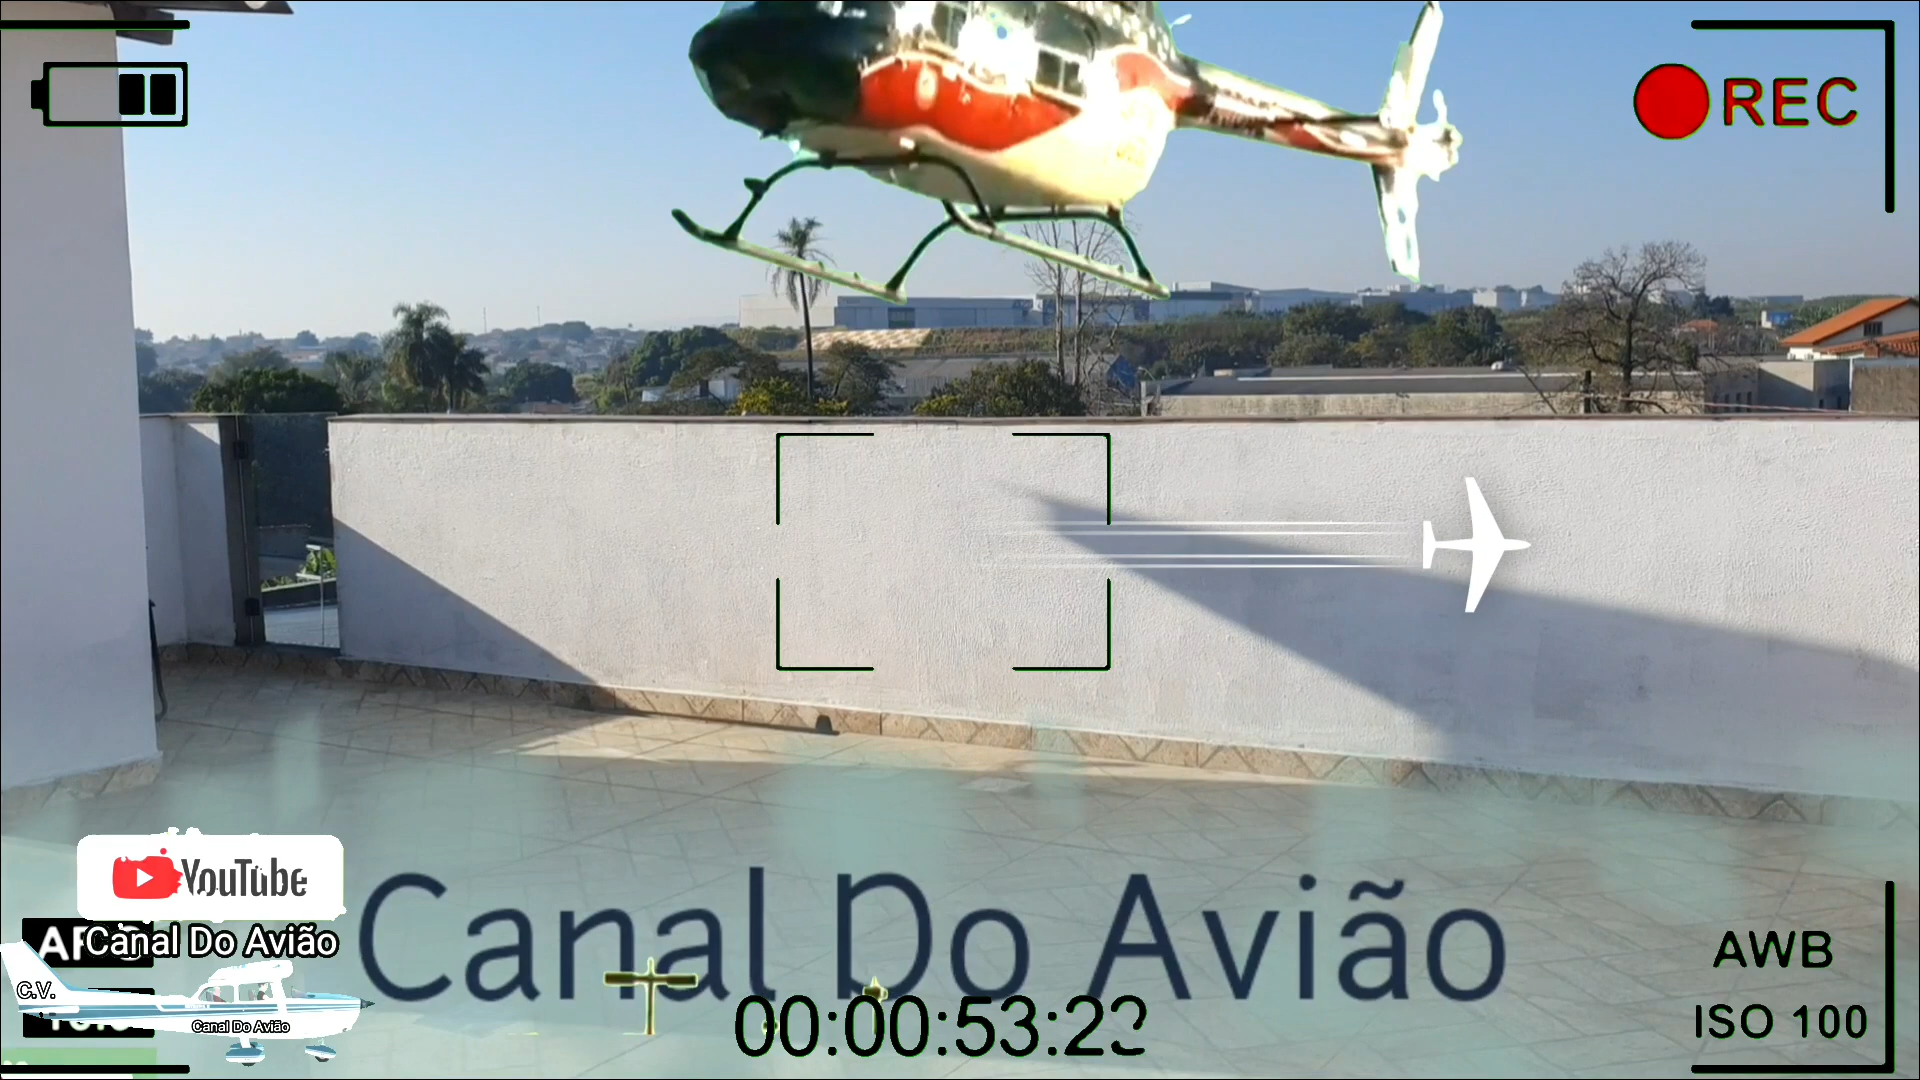 REC
YouTube
Canal Do Avião
Canal Do Avião
C.V.
Canal Do Avião
00:00:53:22
AWB
ISO 100